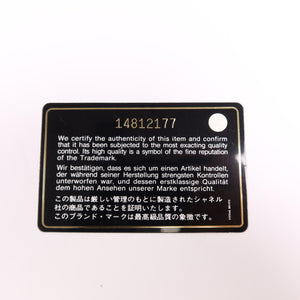 14812177
We certify the authenticity of this item and confirm
that it has been subjected to the most exacting quality
control. Its high quality is a symbol of the fine reputation
of the Trademark.
Wir bestätigen, dass es sich um einen Artikel handelt,
der während seiner Herstellung strengsten Kontrollen
unterworfen war, und dessen erstklassige Qualität
dem hohen Ansehen unserer Marke entspricht.
この製品は厳しい管理のもとに製造されたシャネル
社の商品であることを証明いたします。
このブランド・マークは最高級品質の象徴です。